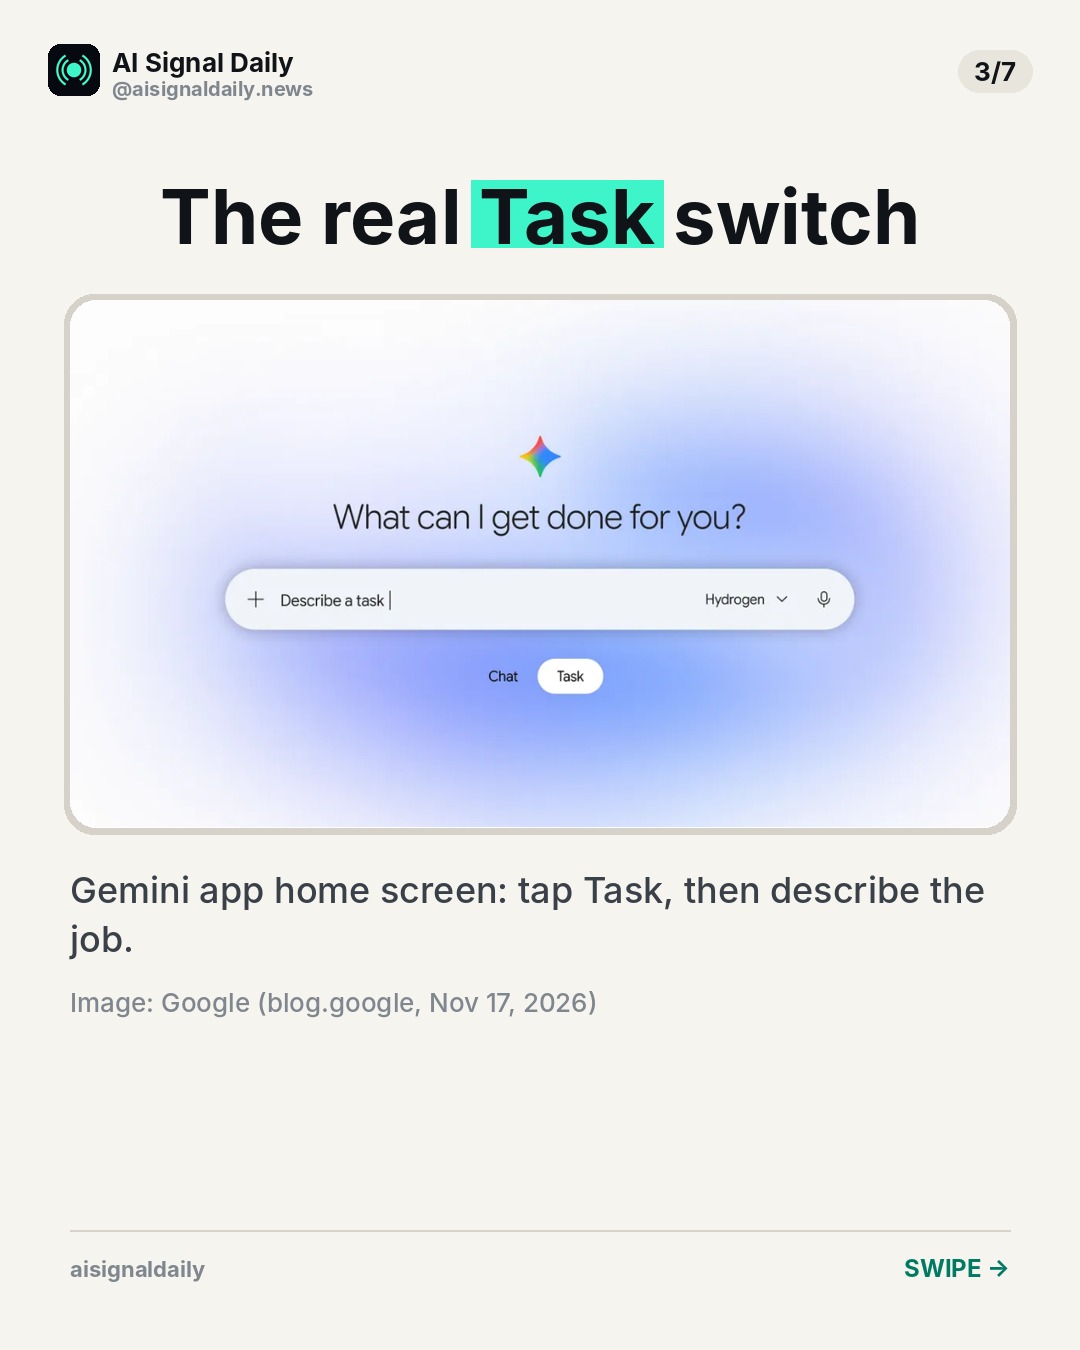 AI Signal Daily
@aisignaldaily.news
3/7
The real Task switch
What can I get done for you?
Describe a task
Hydrogen
Chat
Task
Gemini app home screen: tap Task, then describe the
job.
Image: Google (blog.google, Nov 17, 2026)
aisignaldaily
SWIPE →